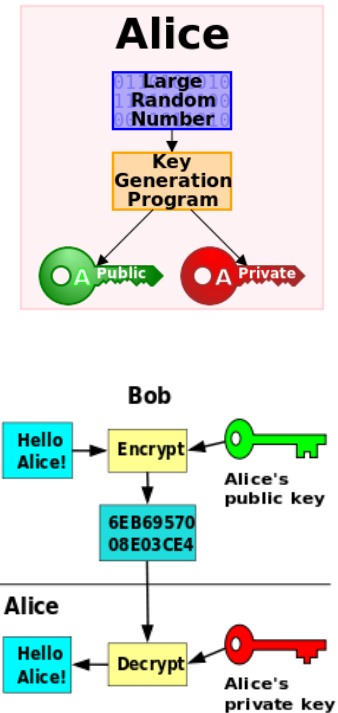 Alice
Large
Random
Number
Key
Generation
Program
A Public
A Private
Bob
Hello
Alice!
Encrypt
Alice's
public key
6EB69570
08E03CE4
Alice
Hello
Alice!
Decrypt
Alice's
private key